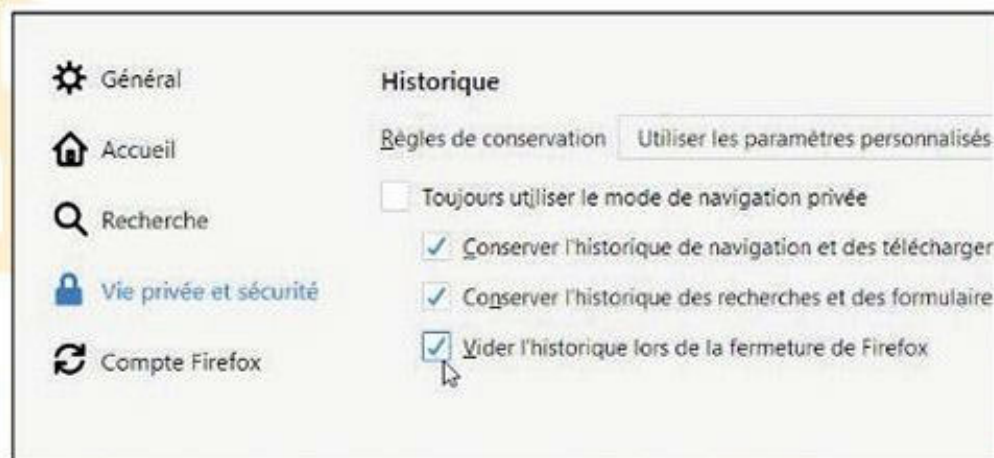 Général
Accueil
Recherche
Vie privée et sécurité
Compte Firefox
Historique
Règles de conservation Utiliser les paramètres personnalisés
Toujours utiliser le mode de navigation privée
Conserver l'historique de navigation et des télécharger
Conserver l'historique des recherches et des formulaire
Vider l'historique lors de la fermeture de Firefox